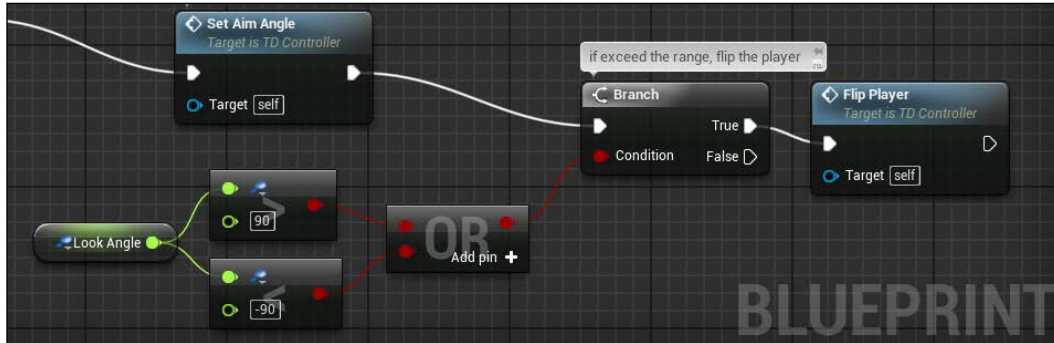 Set Aim Angle
Target is TD Controller
Target self
if exceed the range, flip the player
Branch
True
Condition False
Flip Player
Target is TD Controller
Target self
>
90
Look Angle
OR
Add pin +
<
-90
BLUEPRINT